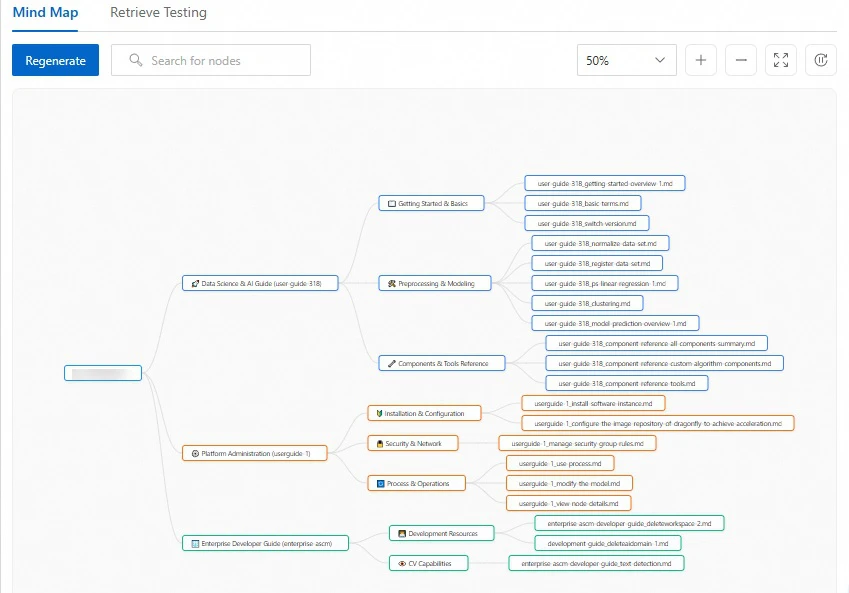 Mind Map
Retrieve Testing
Regenerate
Search for nodes
50%
Data Science & AI Guide (user guide 318)
Getting Started & Basics
user guide 318_getting started overview 1.md
user guide 318_basic terms.md
user guide 318_switch version.md
Preprocessing & Modeling
user guide 318_normalize data set.md
user guide 318_register data set.md
user guide 318_ps linear regression 1.md
user guide 318_clustering.md
user guide 318_model prediction overview 1.md
Components & Tools Reference
user guide 318_component reference all components summary.md
user guide 318_component reference custom algorithm components.md
user guide 318_component reference tools.md
Platform Administration (userguide 1)
Installation & Configuration
userguide 1_install software instance.md
userguide 1_configure the image repository of dragonfly to achieve acceleration.md
Security & Network
userguide 1_manage security group rules.md
Process & Operations
userguide 1_use process.md
userguide 1_modify the model.md
userguide 1_view node details.md
Enterprise Developer Guide (enterprise ascm)
Development Resources
enterprise ascm developer guide_deleteworkspace 2.md
development guide_deleteaidomain 1.md
CV Capabilities
enterprise ascm developer guide_text detection.md